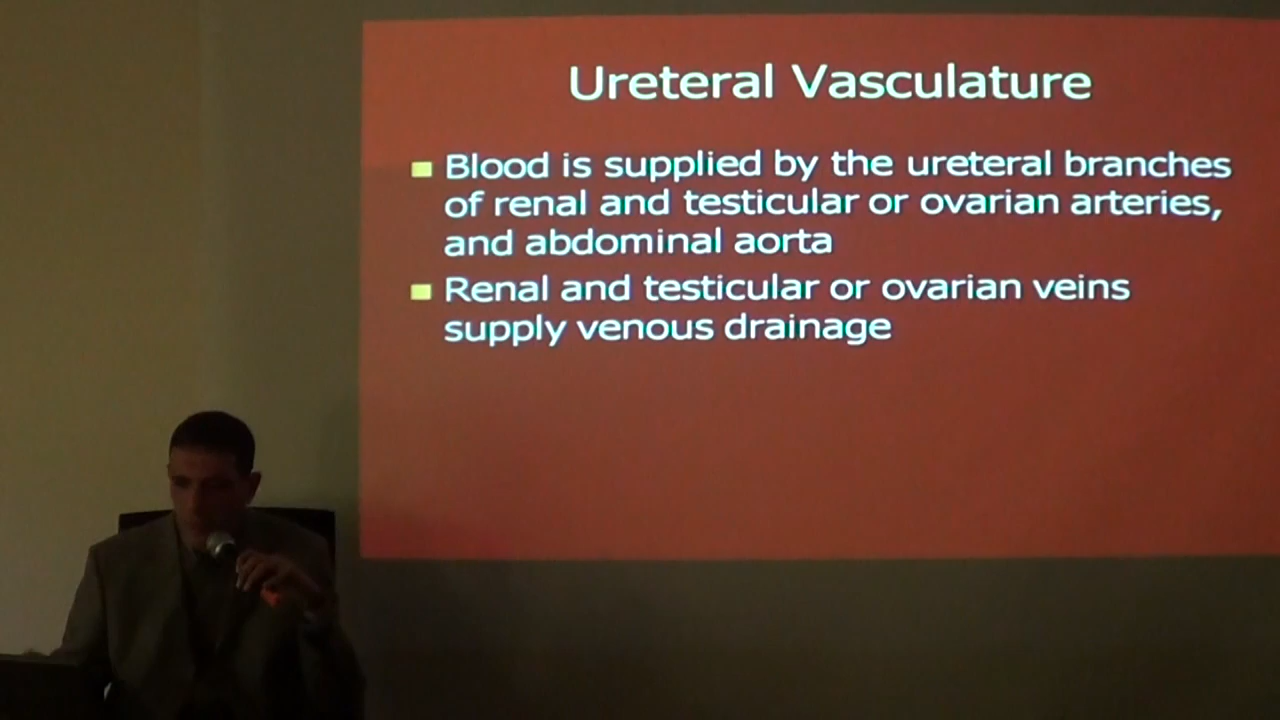 Ureteral Vasculature
Blood is supplied by the ureteral branches
of renal and testicular or ovarian arteries,
and abdominal aorta
Renal and testicular or ovarian veins
supply venous drainage